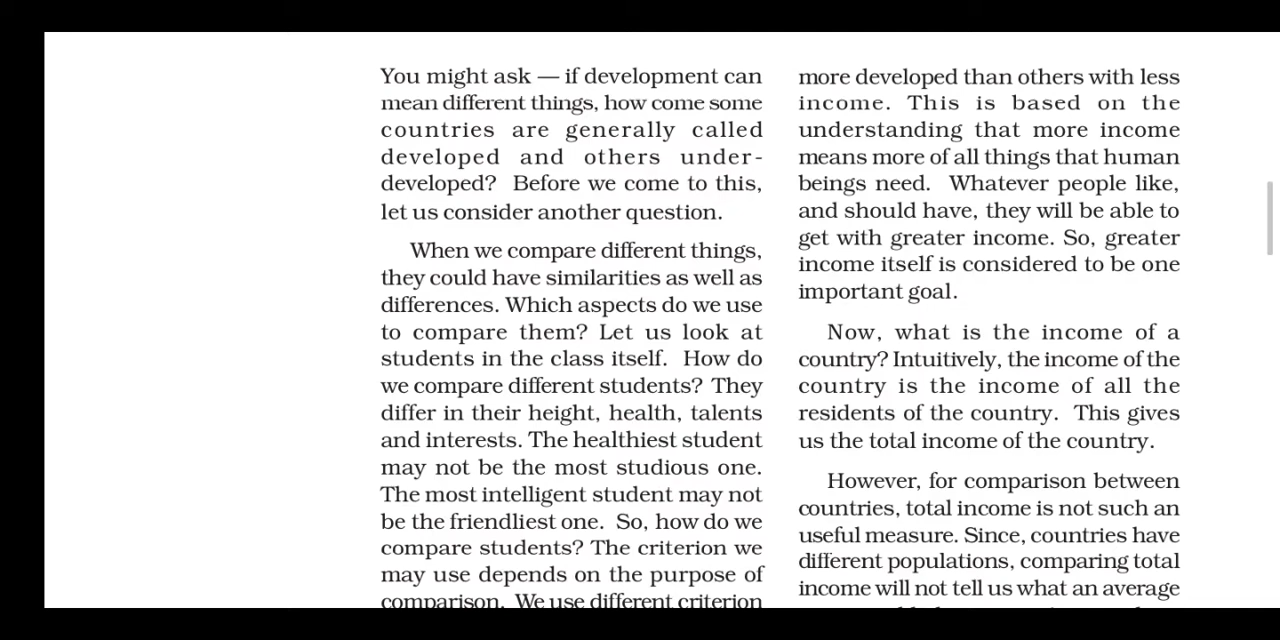 You might ask — if development can
mean different things, how come some
countries are generally called
developed and others under-
developed? Before we come to this,
let us consider another question.
When we compare different things,
they could have similarities as well as
differences. Which aspects do we use
to compare them? Let us look at
students in the class itself. How do
we compare different students? They
differ in their height, health, talents
and interests. The healthiest student
may not be the most studious one.
The most intelligent student may not
be the friendliest one. So, how do we
compare students? The criterion we
may use depends on the purpose of
comparison. We use different criterion
more developed than others with less
income. This is based on the
understanding that more income
means more of all things that human
beings need. Whatever people like,
and should have, they will be able to
get with greater income. So, greater
income itself is considered to be one
important goal.
Now, what is the income of a
country? Intuitively, the income of the
country is the income of all the
residents of the country. This gives
us the total income of the country.
However, for comparison between
countries, total income is not such an
useful measure. Since, countries have
different populations, comparing total
income will not tell us what an average